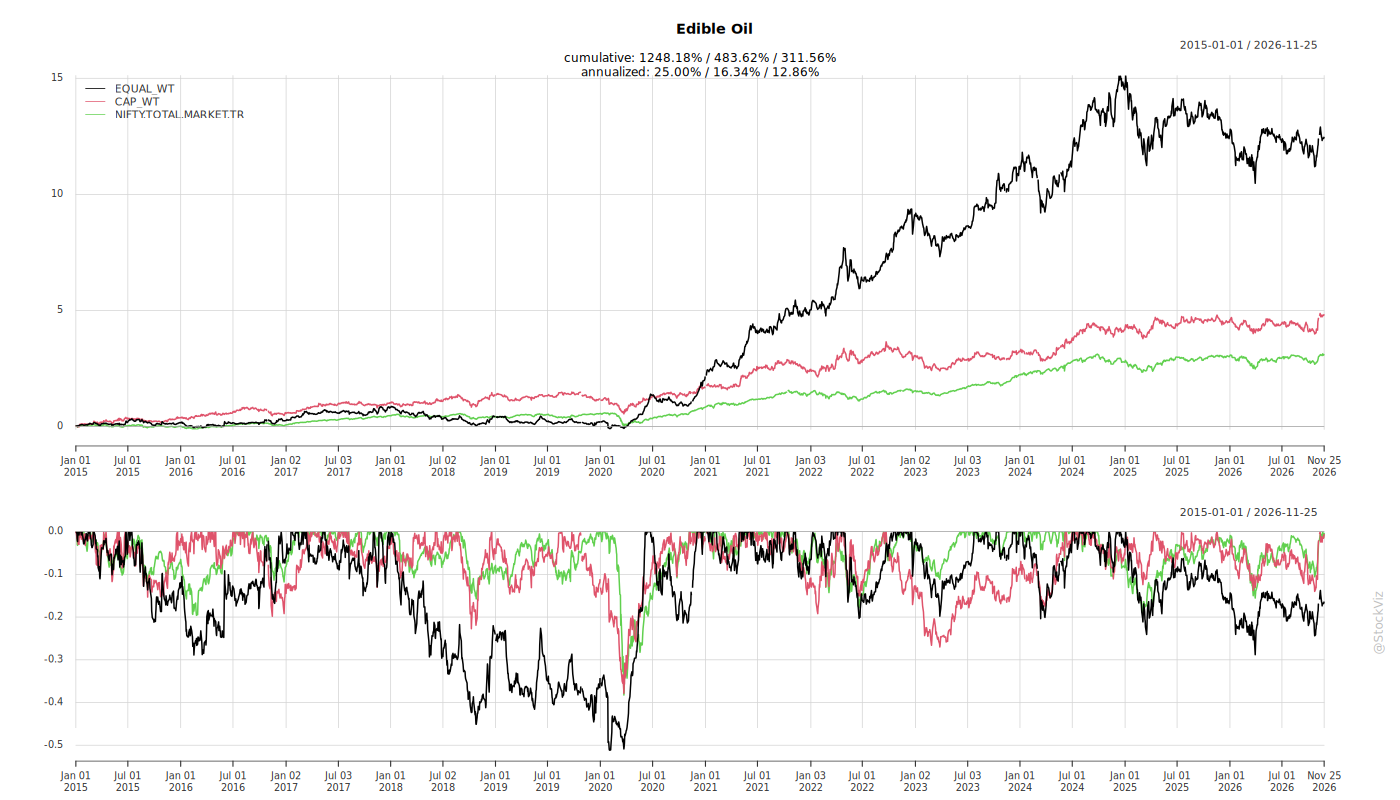 Edible Oil
2015-01-01 / 2026-11-25
cumulative: 1248.18% / 483.62% / 311.56%
annualized: 25.00% / 16.34% / 12.86%
EQUAL_WT
CAP_WT
NIFTY.TOTAL.MARKET.TR
15
10
5
0
Jan 01 Jul 01 Jan 01 Jul 01 Jan 02 Jul 03 Jan 01 Jul 02 Jan 01 Jul 01 Jan 01 Jul 01 Jan 01 Jul 01 Jan 03 Jul 01 Jan 02 Jul 03 Jan 01 Jul 01 Jan 01 Jul 01 Jan 01 Jul 01 Nov 25
2015 2015 2016 2016 2017 2017 2018 2018 2019 2019 2020 2020 2021 2021 2022 2022 2023 2023 2024 2024 2025 2025 2026 2026 2026
2015-01-01 / 2026-11-25
0.0
-0.1
-0.2
-0.3
-0.4
-0.5
Jan 01 Jul 01 Jan 01 Jul 01 Jan 02 Jul 03 Jan 01 Jul 02 Jan 01 Jul 01 Jan 01 Jul 01 Jan 01 Jul 01 Jan 03 Jul 01 Jan 02 Jul 03 Jan 01 Jul 01 Jan 01 Jul 01 Jan 01 Jul 01 Nov 25
2015 2015 2016 2016 2017 2017 2018 2018 2019 2019 2020 2020 2021 2021 2022 2022 2023 2023 2024 2024 2025 2025 2026 2026 2026
@StockViz